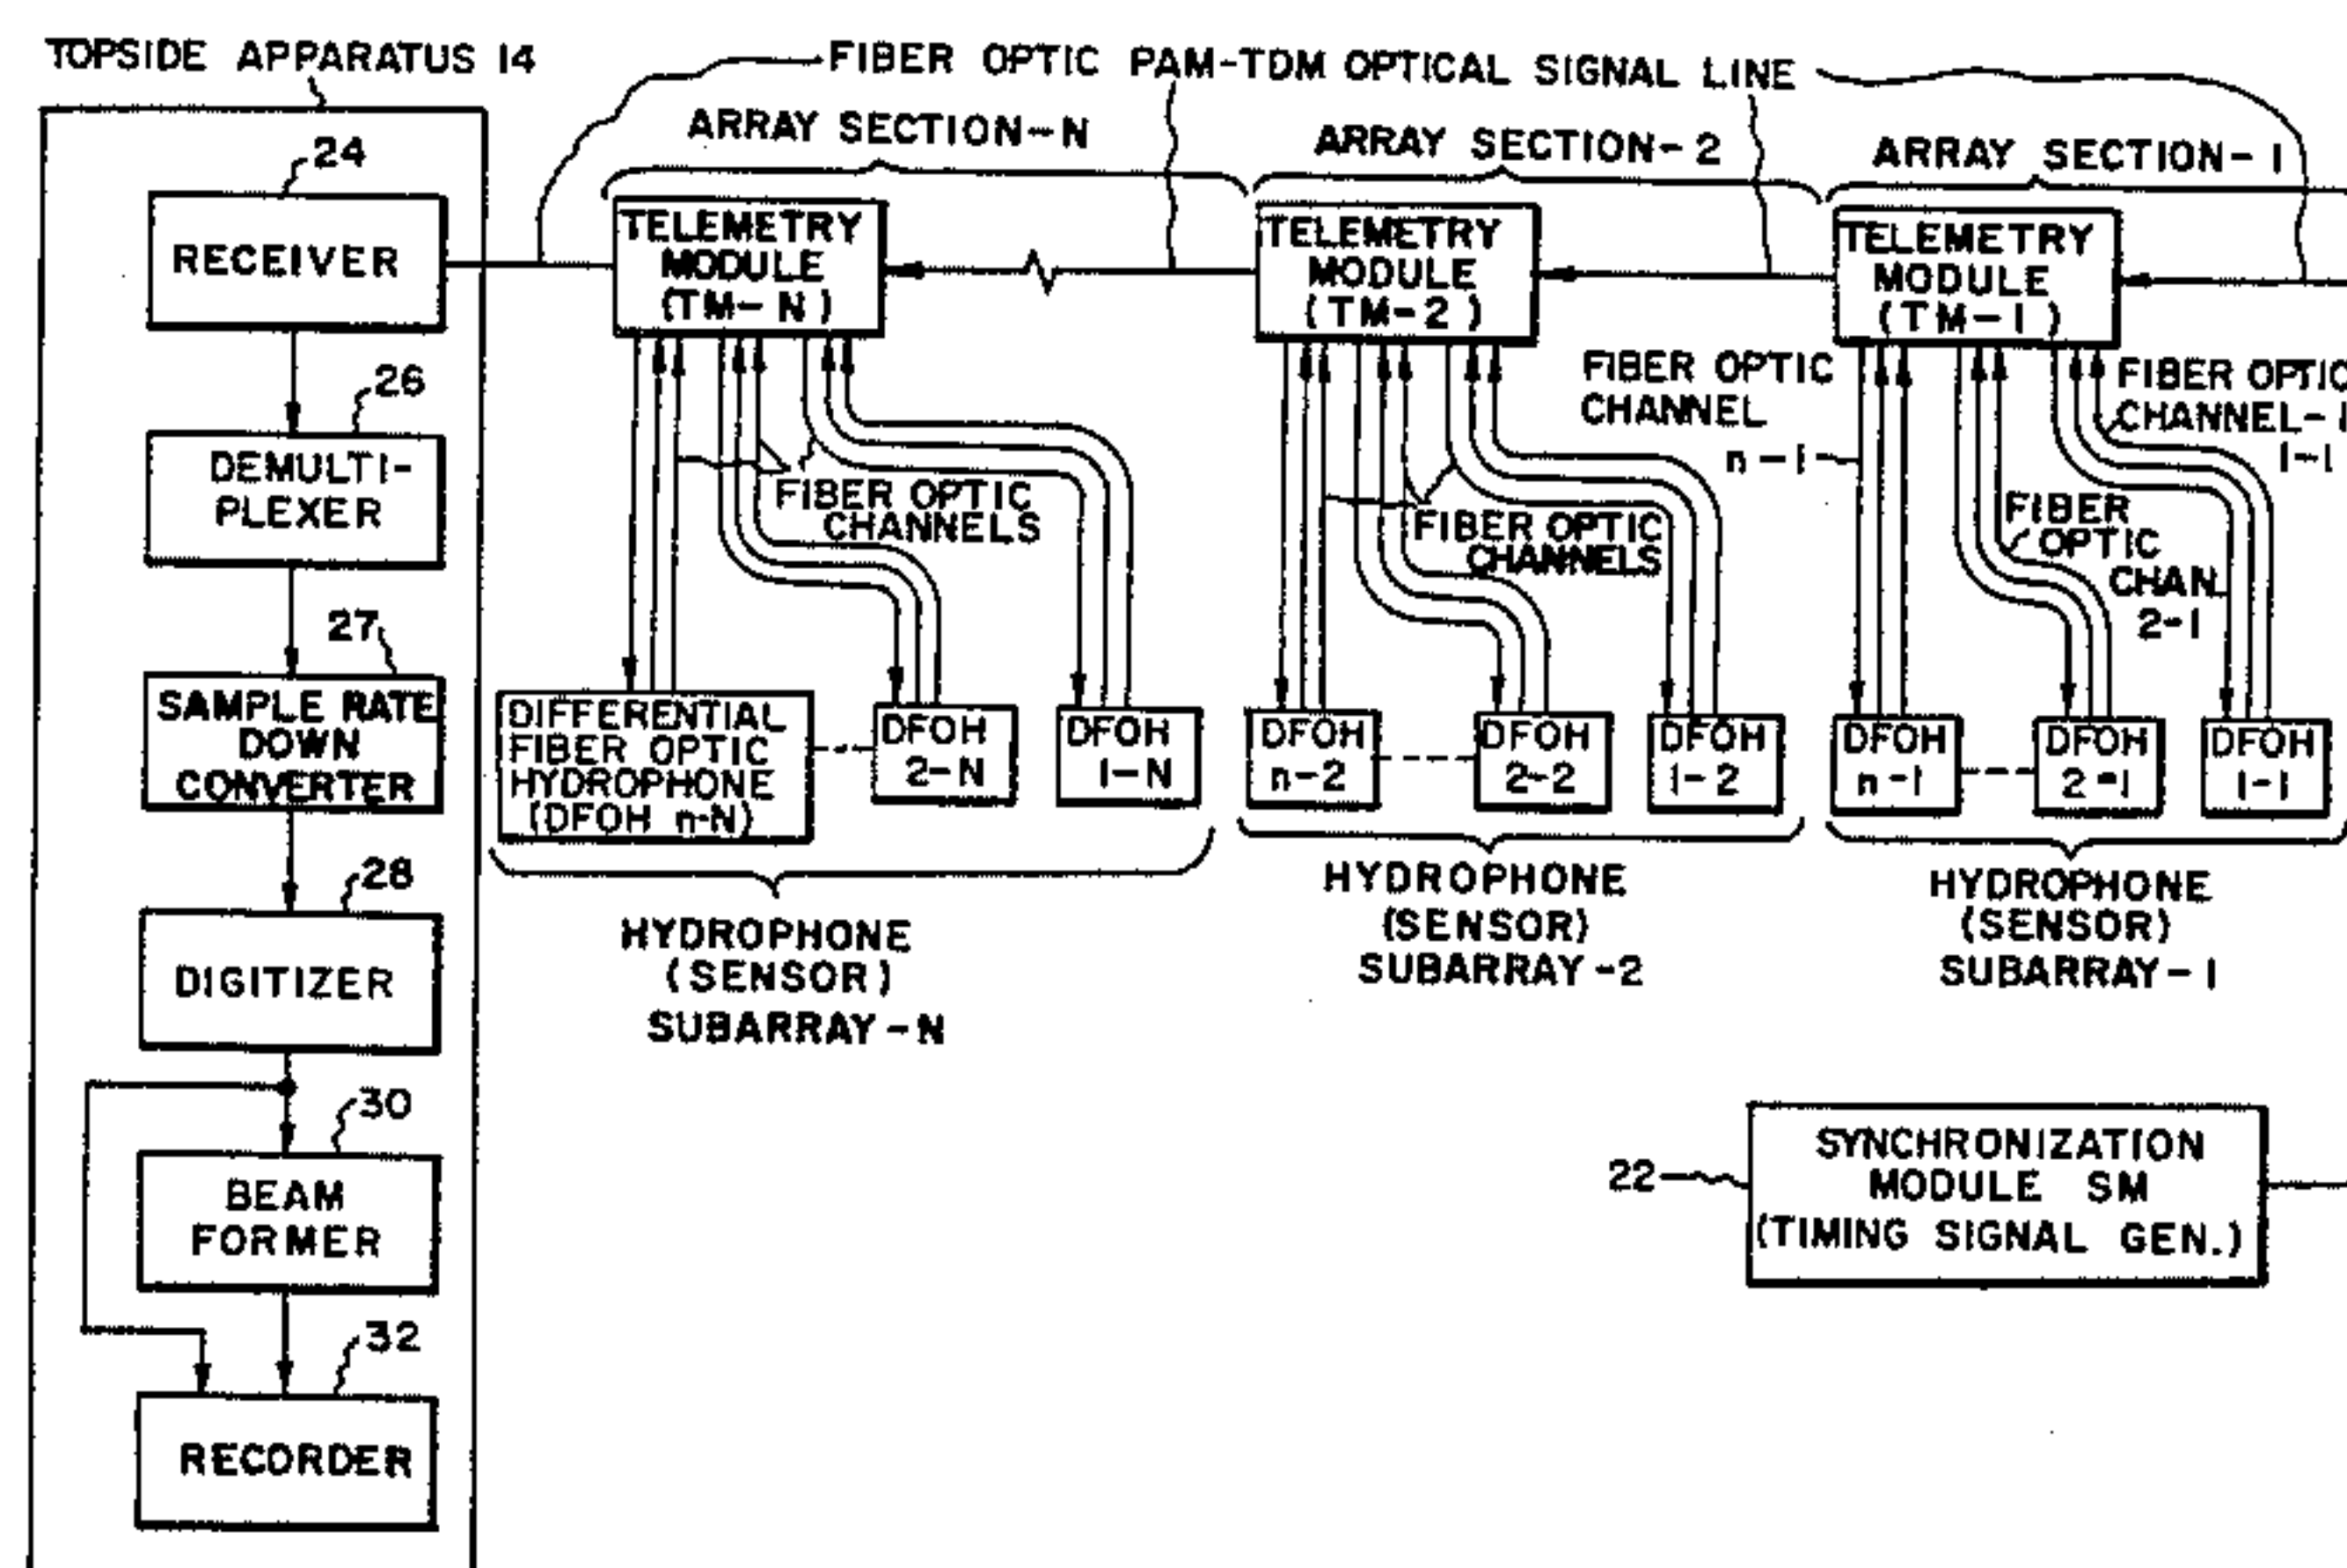 TOPSIDE APPARATUS 14
FIBER OPTIC PAM-TDM OPTICAL SIGNAL LINE
ARRAY SECTION-N
ARRAY SECTION-2
ARRAY SECTION-1
24
RECEIVER
TELEMETRY
MODULE
(TM-N)
TELEMETRY
MODULE
(TM-2)
TELEMETRY
MODULE
(TM-1)
FIBER OPTIC
CHANNEL
n-1
FIBER OPTIC
CHANNEL-1
1-1
26
DEMULTI-
PLEXER
FIBER OPTIC
CHANNELS
FIBER OPTIC
CHANNELS
FIBER
OPTIC
CHAN
2-1
27
SAMPLE RATE
DOWN
CONVERTER
DIFFERENTIAL
FIBER OPTIC
HYDROPHONE
(DFOH n-N)
DFOH
2-N
DFOH
1-N
DFOH
n-2
DFOH
2-2
DFOH
1-2
DFOH
n-1
DFOH
2-1
DFOH
1-1
28
DIGITIZER
HYDROPHONE
(SENSOR)
SUBARRAY-N
HYDROPHONE
(SENSOR)
SUBARRAY-2
HYDROPHONE
(SENSOR)
SUBARRAY-1
30
BEAM
FORMER
22
SYNCHRONIZATION
MODULE SM
(TIMING SIGNAL GEN.)
32
RECORDER